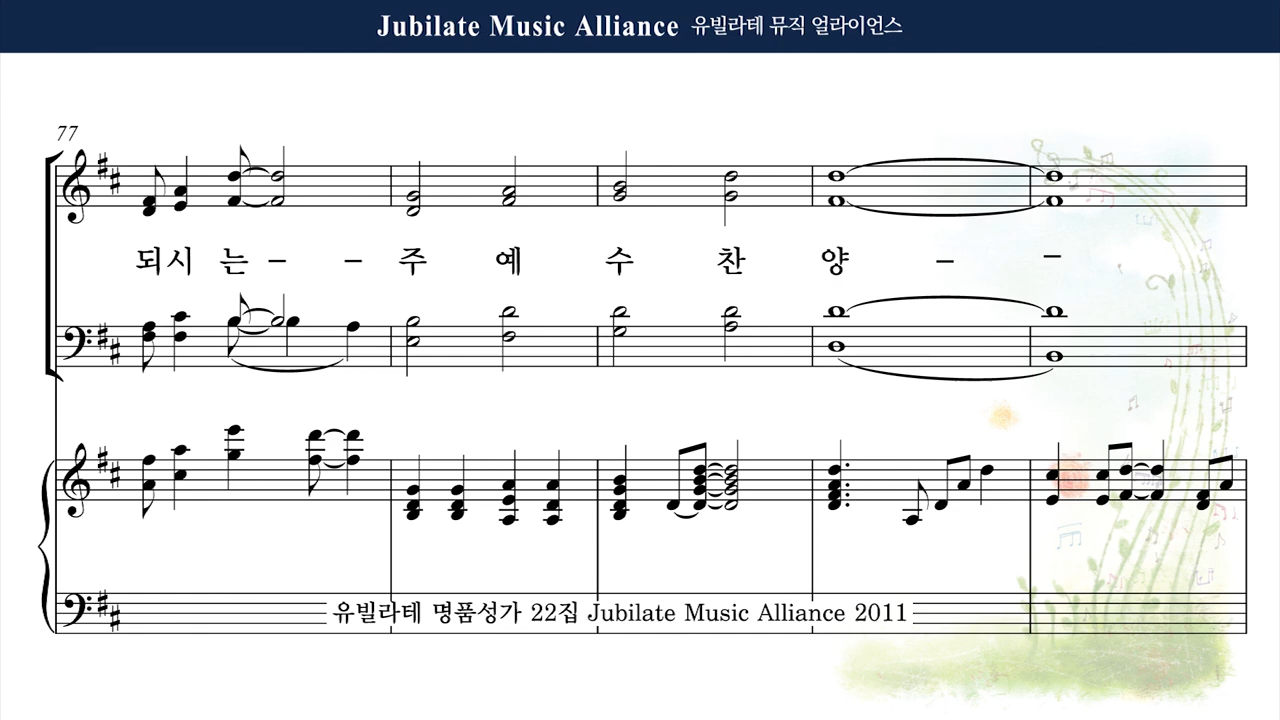 Jubilate Music Alliance 유빌라테 뮤직 얼라이언스
77
되시 는 – – 주 예 수 찬 양 – –
유빌라테 명품성가 22집 Jubilate Music Alliance 2011